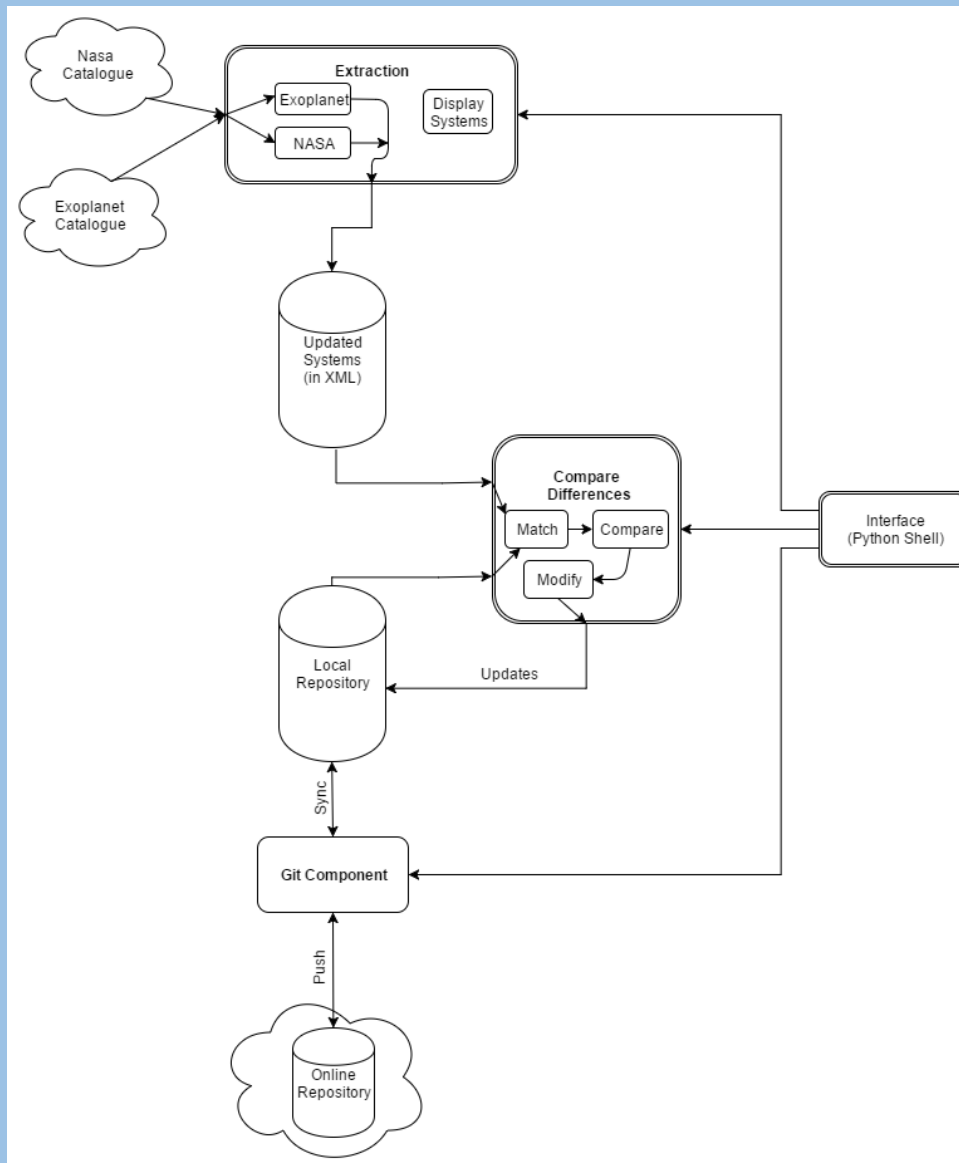 Nasa
Catalogue
Extraction
Exoplanet
Display
Systems
NASA
Exoplanet
Catalogue
Updated
Systems
(in XML)
Compare
Differences
Match
Compare
Modify
Interface
(Python Shell)
Local
Repository
Updates
Sync
Git Component
Push
Online
Repository